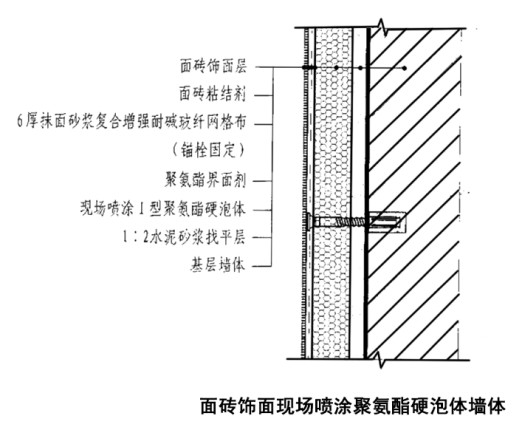 面砖饰面层
面砖粘结剂
6厚抹面砂浆复合增强耐碱玻纤网格布
(锚栓固定)
聚氨酯界面剂
现场喷涂Ⅰ型聚氨酯硬泡体
1:2水泥砂浆找平层
基层墙体
面砖饰面现场喷涂聚氨酯硬泡体墙体